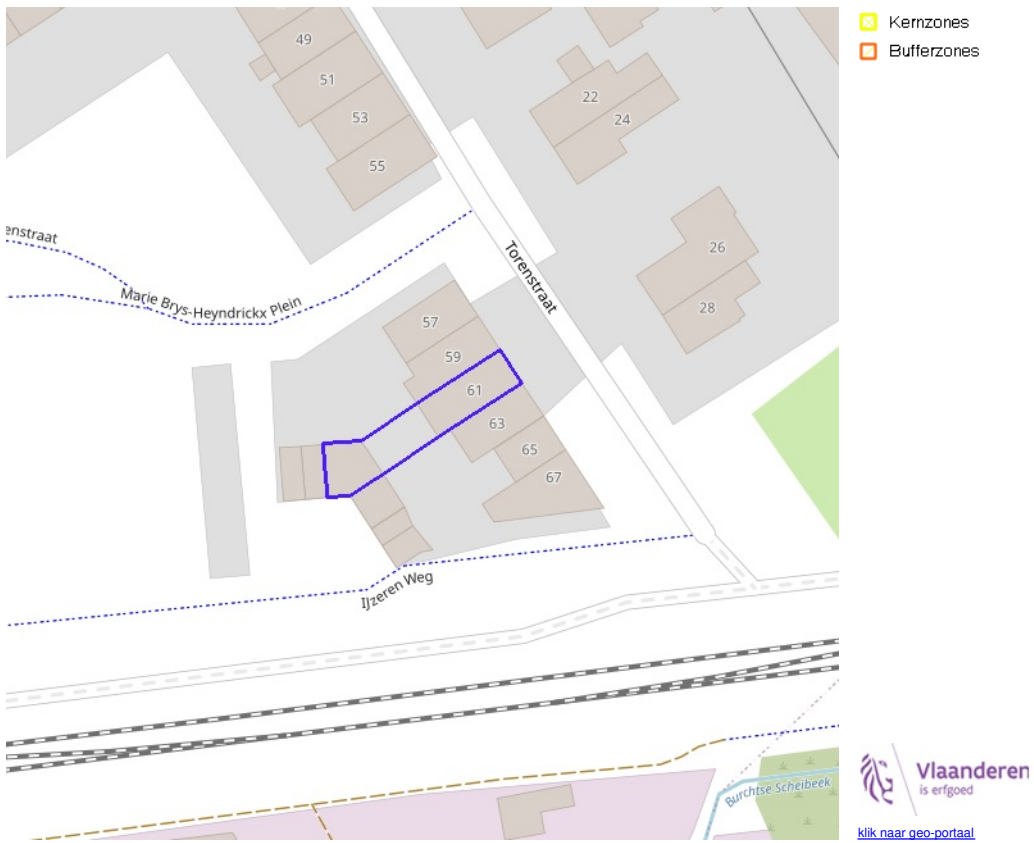 49
51
53
55
22
24
26
28
enstraat
Marie Brys-Heyndrickx Plein
Torenstraat
57
59
61
63
65
67
IJzeren Weg
Burchtse Scheibeek
Kernzones
Bufferzones
Vlaanderen
is erfgoed
klik naar geo-portaal